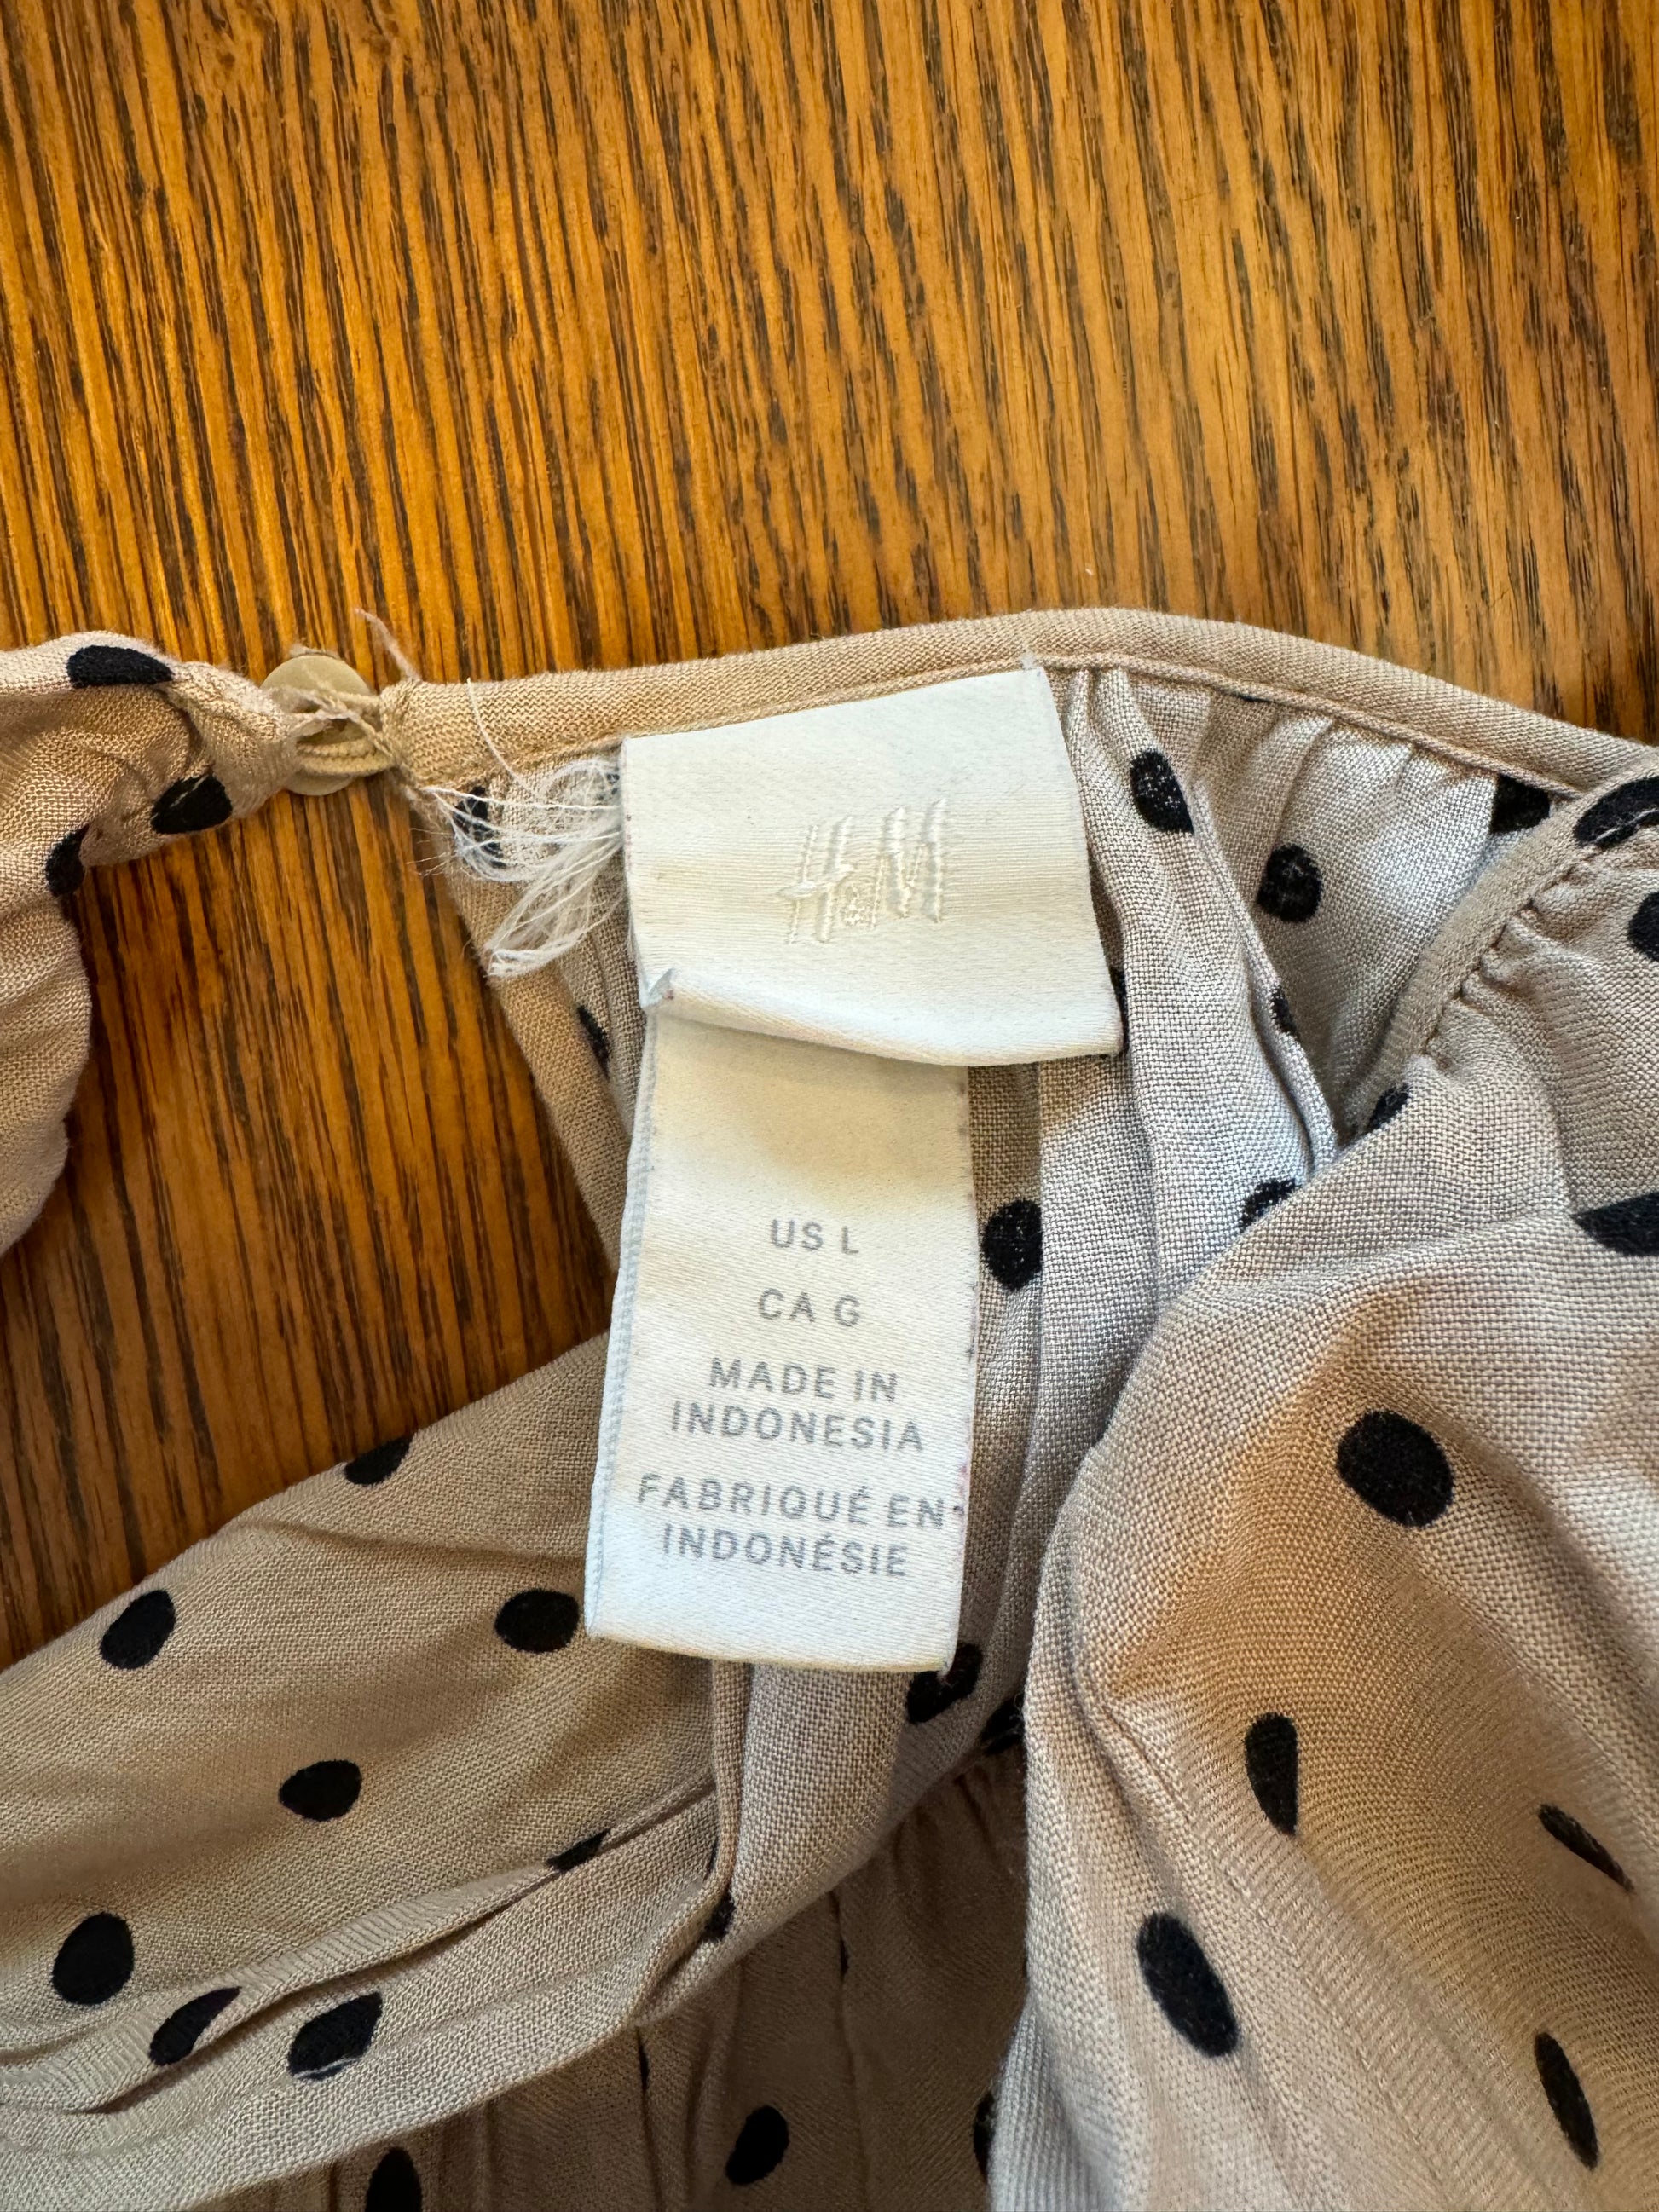 H&M
US L
CA G
MADE IN
INDONESIA
FABRIQUÉ EN
INDONÉSIE